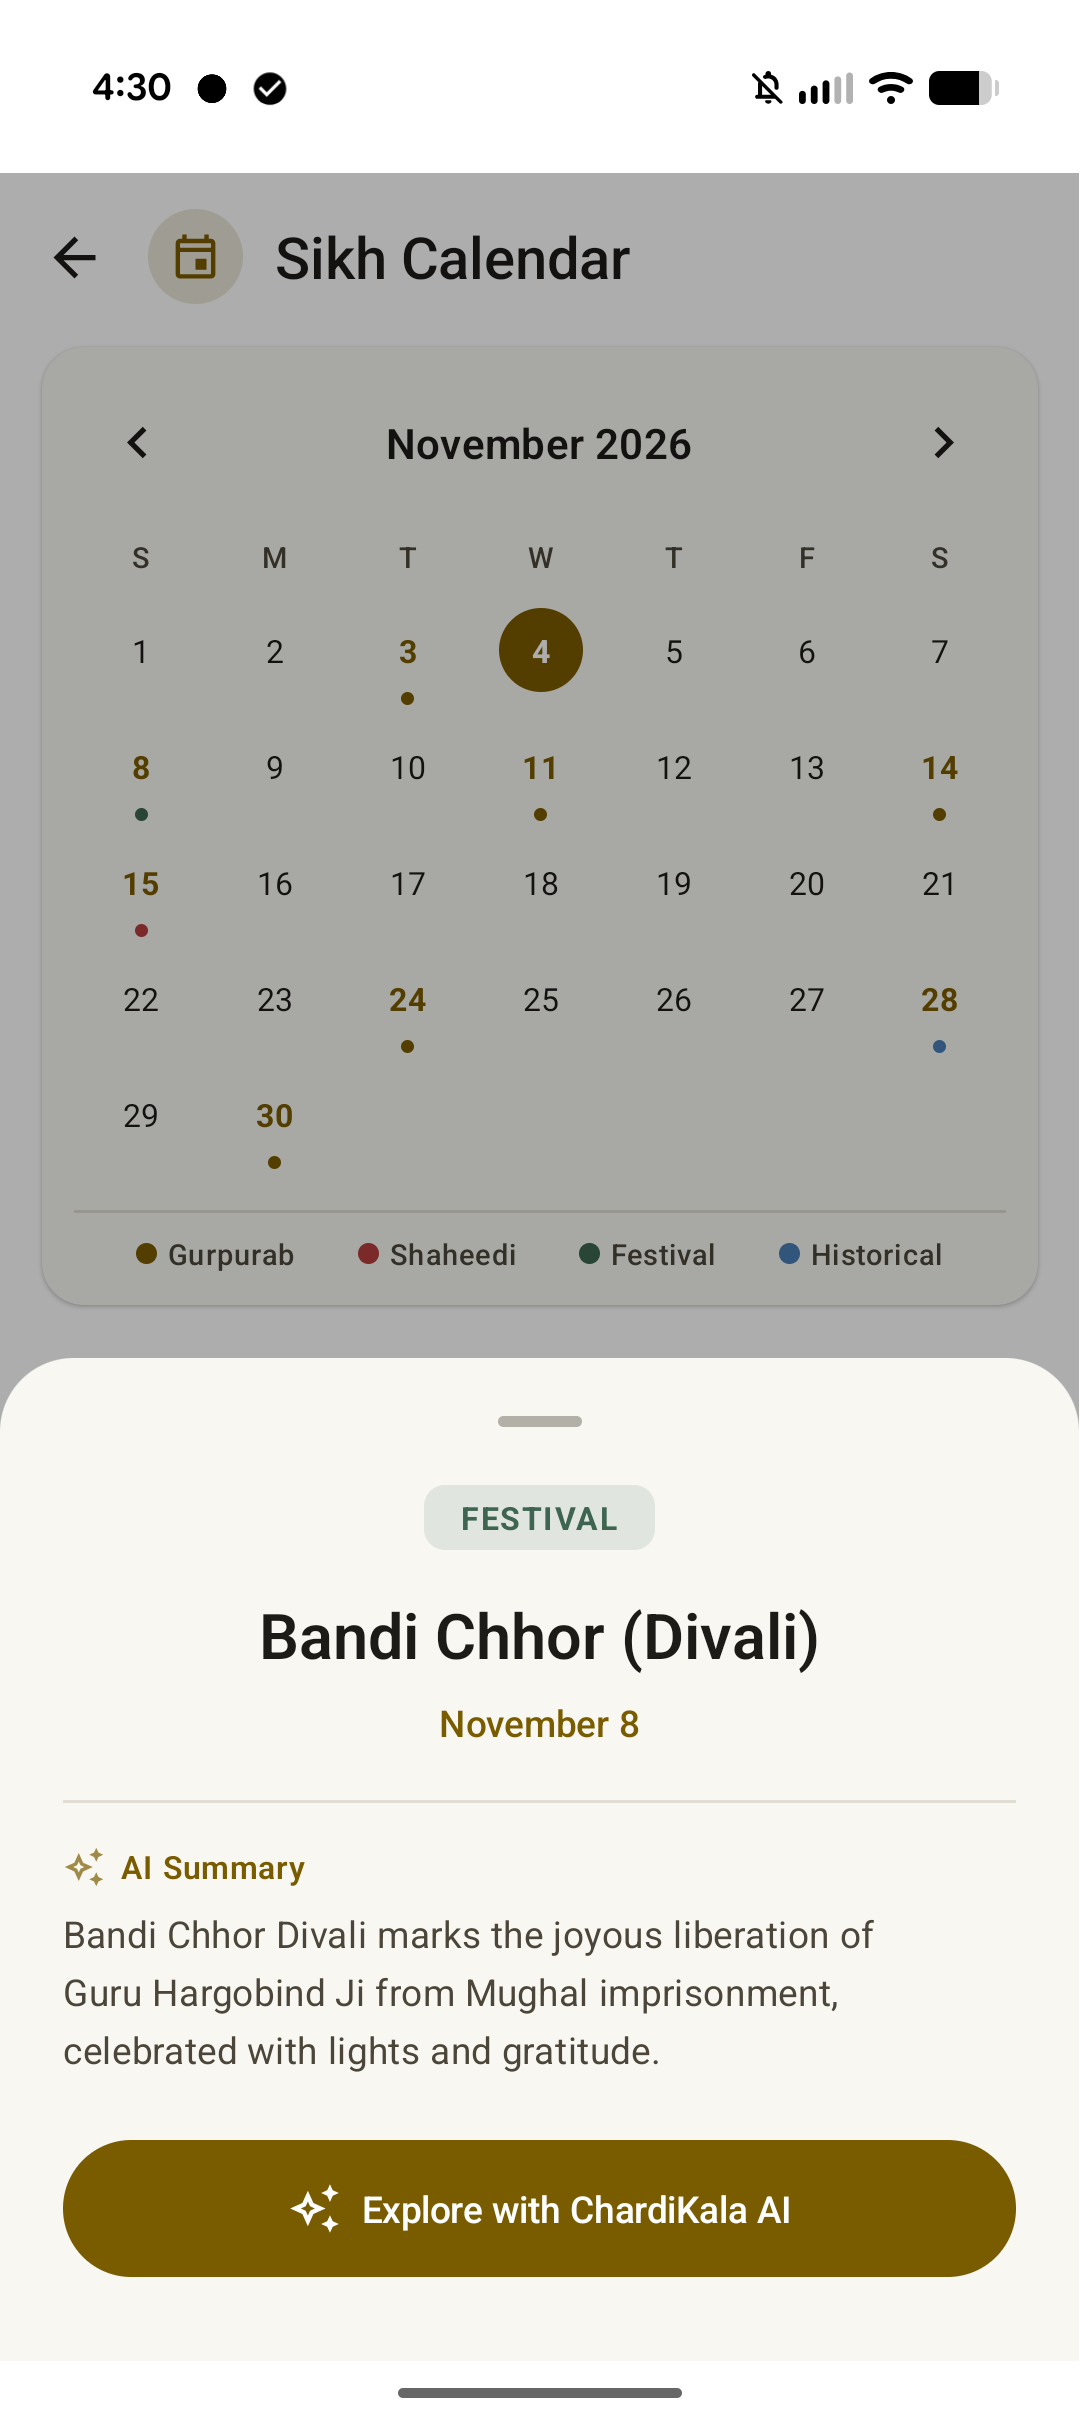 4:30
Sikh Calendar
November 2026
S M T W T F S
1 2 3 4 5 6 7
8 9 10 11 12 13 14
15 16 17 18 19 20 21
22 23 24 25 26 27 28
29 30
Gurpurab Shaheedi Festival Historical
FESTIVAL
Bandi Chhor (Divali)
November 8
AI Summary
Bandi Chhor Divali marks the joyous liberation of
Guru Hargobind Ji from Mughal imprisonment,
celebrated with lights and gratitude.
Explore with ChardiKala AI